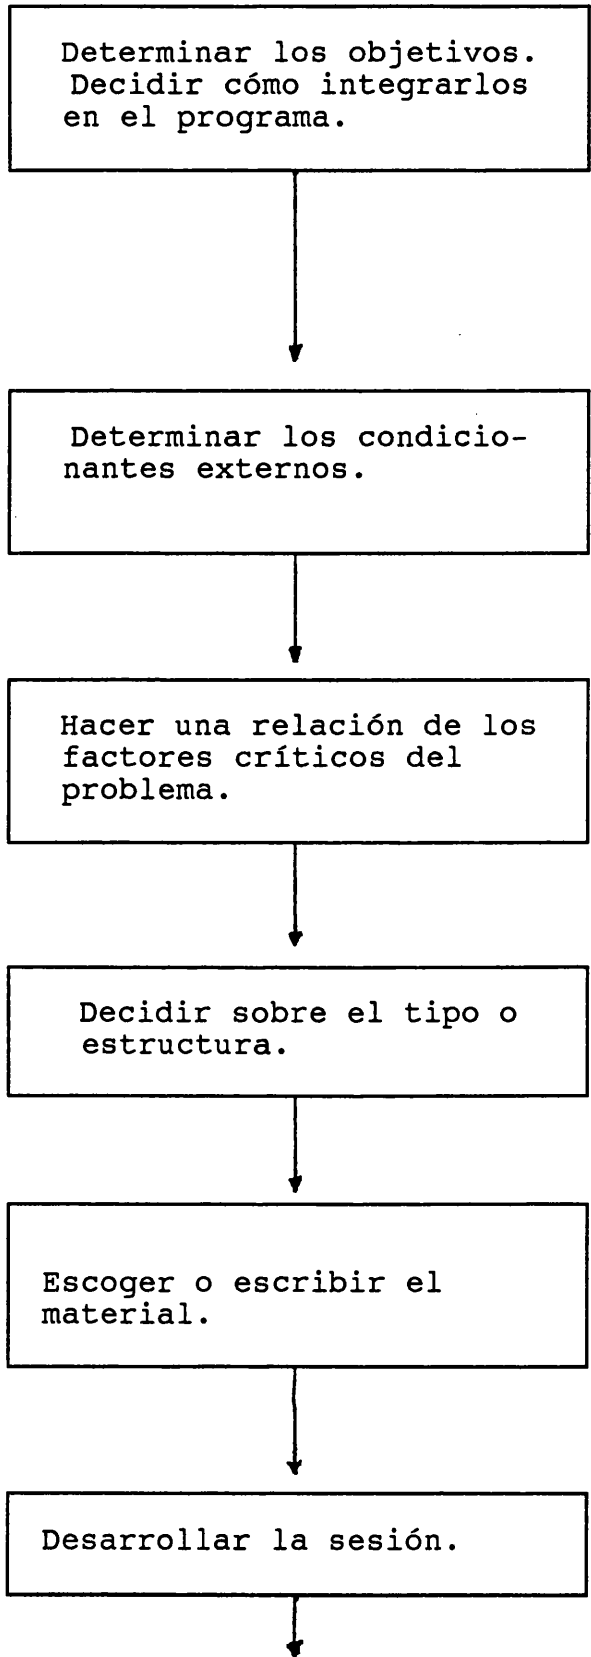 Determinar los objetivos.
Decidir cómo integrarlos
en el programa.
Determinar los condicio-
nantes externos.
Hacer una relación de los
factores críticos del
problema.
Decidir sobre el tipo o
estructura.
Escoger o escribir el
material.
Desarrollar la sesión.